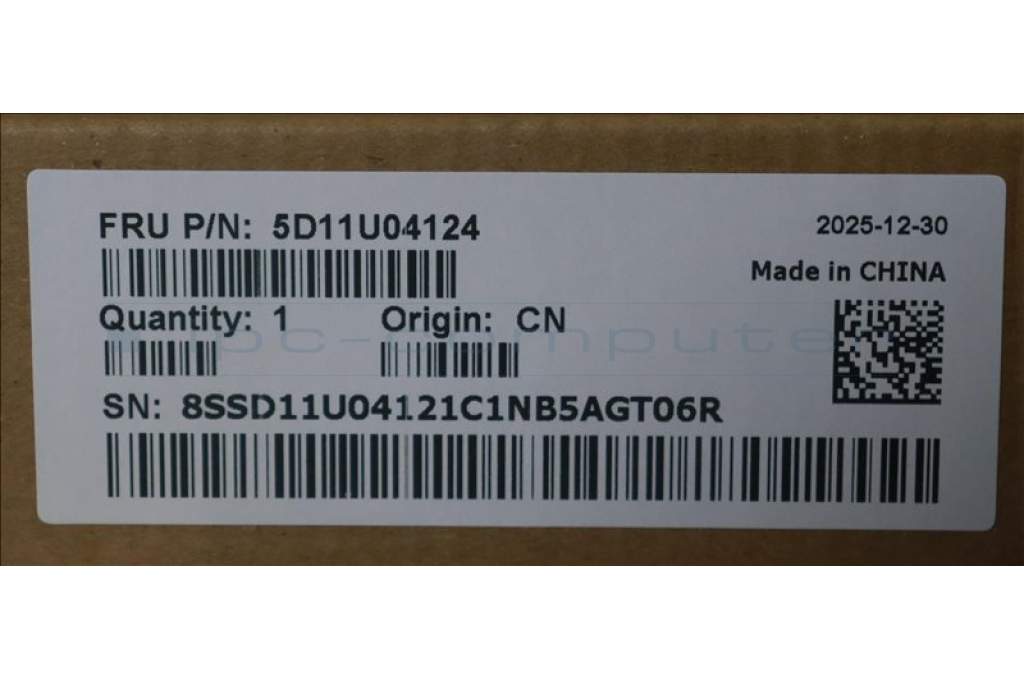 FRU P/N: 5D11U04124
2025-12-30
Made in CHINA
Quantity: 1 Origin: CN
SN: 8SSD11U04121C1NB5AGT06R